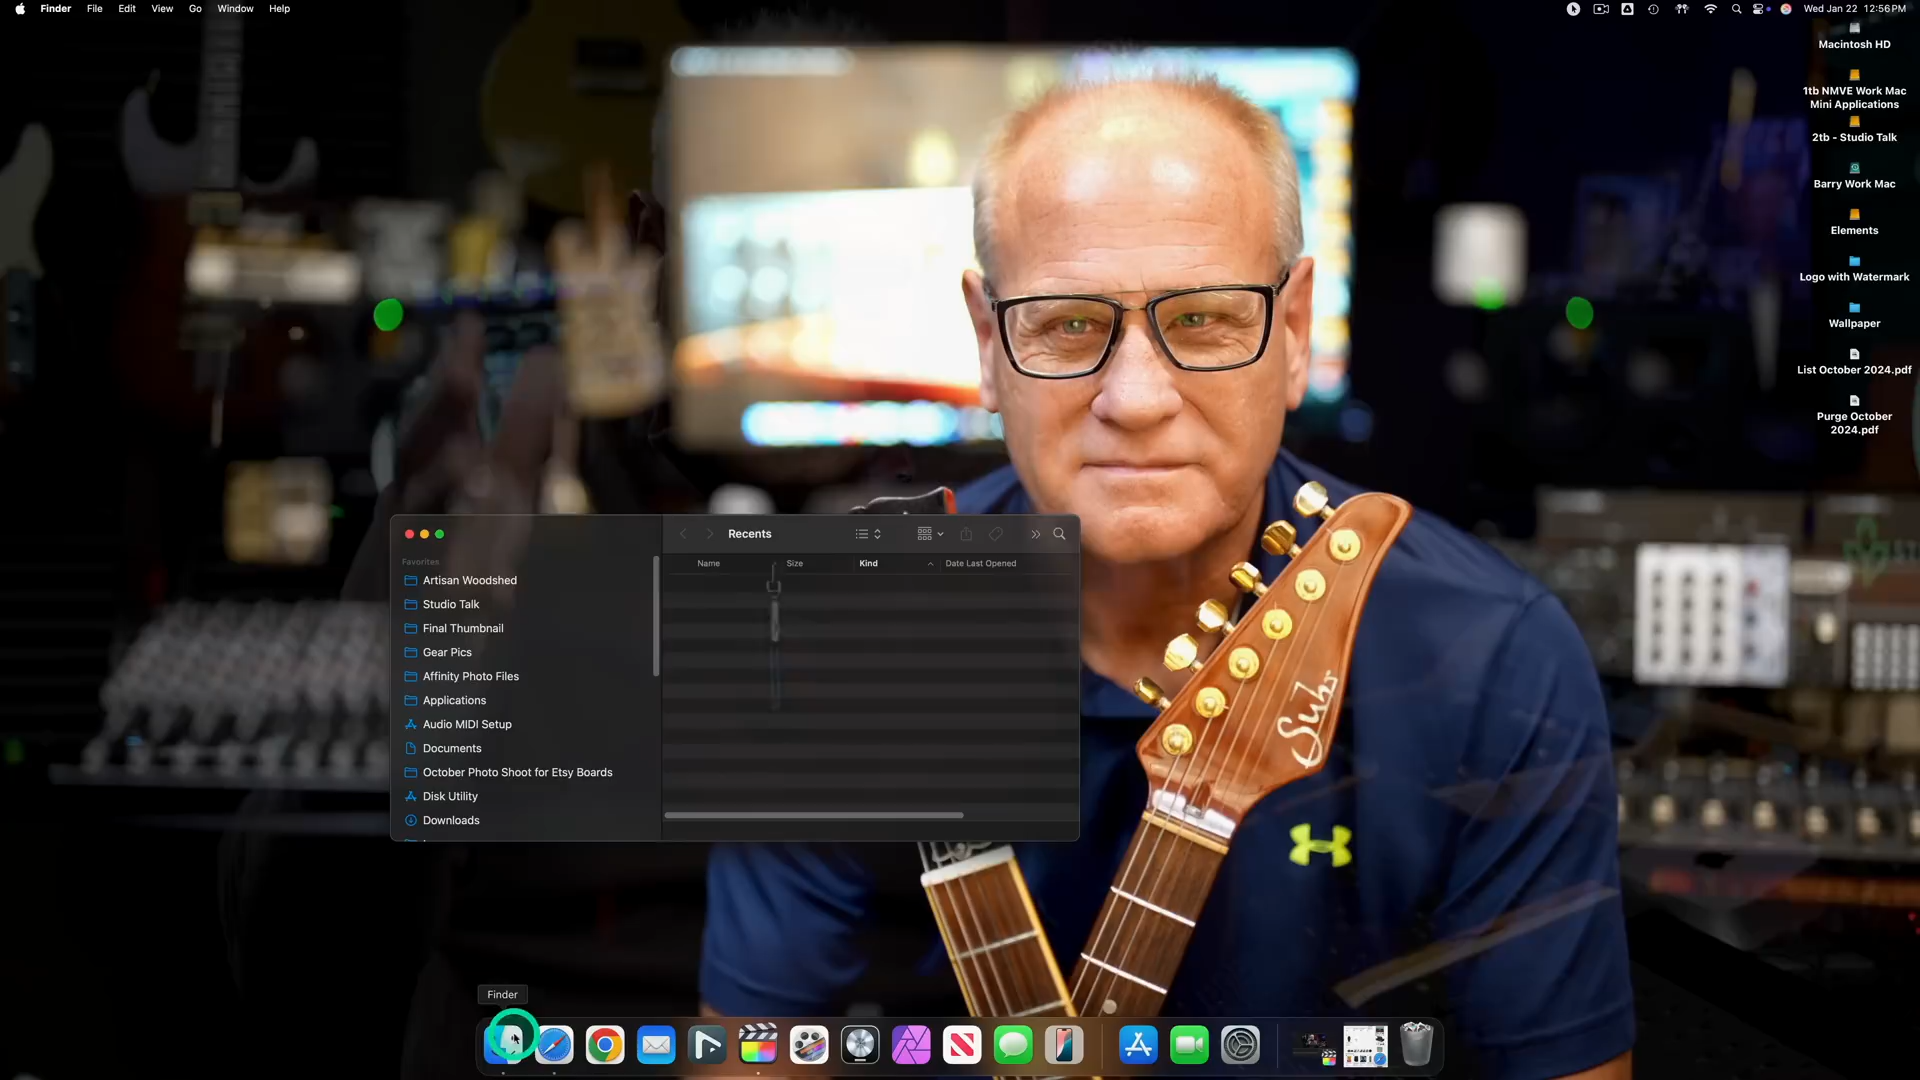 Finder File Edit View Go Window Help
Wed Jan 22 12:56 PM
Macintosh HD
1tb NMVE Work Mac
Mini Applications
2tb - Studio Talk
Barry Work Mac
Elements
Logo with Watermark
Wallpaper
List October 2024.pdf
Purge October
2024.pdf
Recents
Name Size Kind Date Last Opened
Favorites
Artisan Woodshed
Studio Talk
Final Thumbnail
Gear Pics
Affinity Photo Files
Applications
Audio MIDI Setup
Documents
October Photo Shoot for Etsy Boards
Disk Utility
Downloads
Suhr
Finder